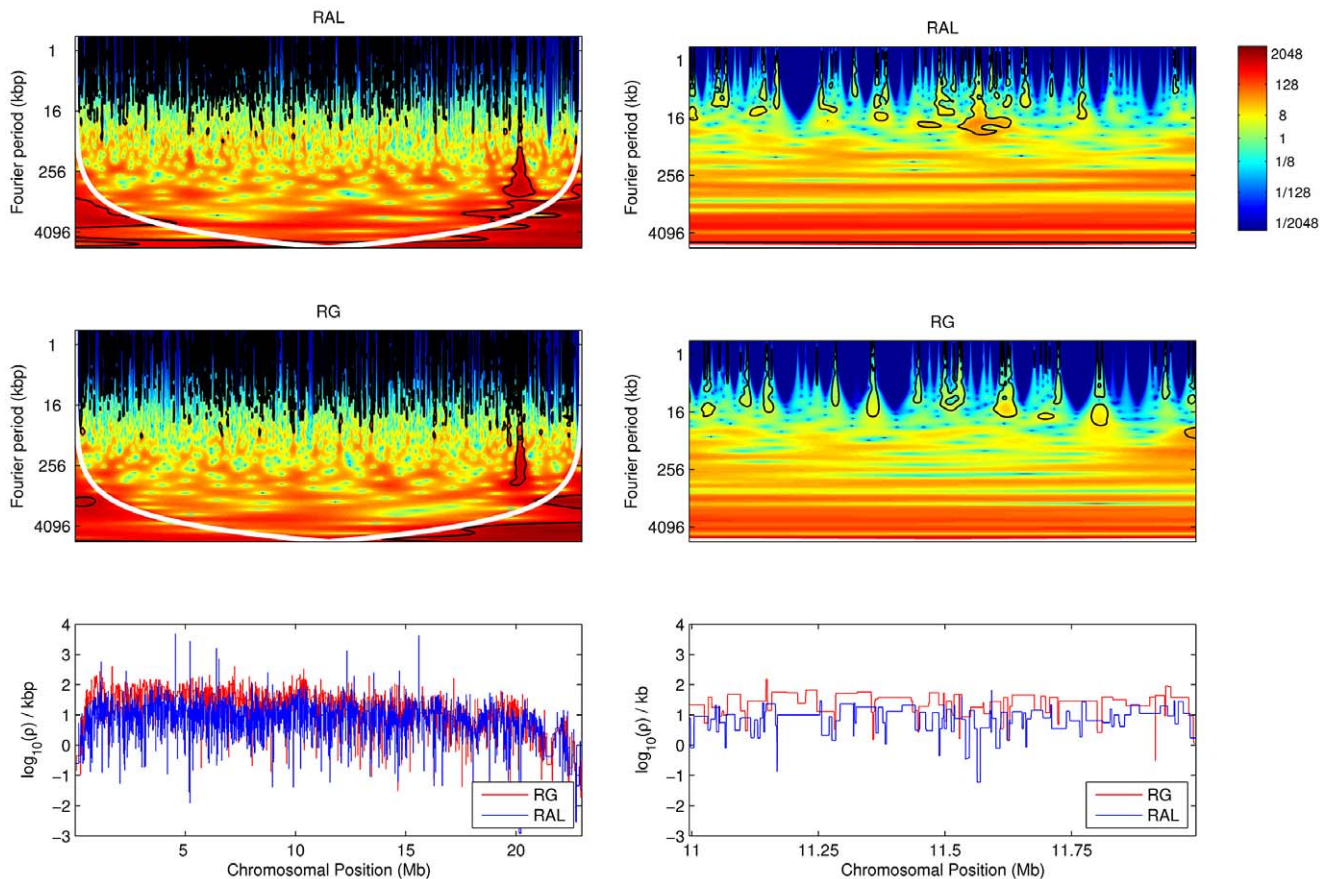 RAL
Fourier period (kbp)
1
16
256
4096
RAL
Fourier period (kb)
1
16
256
4096
2048
128
8
1
1/8
1/128
1/2048
RG
Fourier period (kbp)
1
16
256
4096
RG
Fourier period (kb)
1
16
256
4096
log10(ρ) / kbp
4
3
2
1
0
−1
−2
−3
RG
RAL
5
10
15
20
Chromosomal Position (Mb)
log10(ρ) / kb
4
3
2
1
0
−1
−2
−3
RG
RAL
11
11.25
11.5
11.75
Chromosomal Position (Mb)